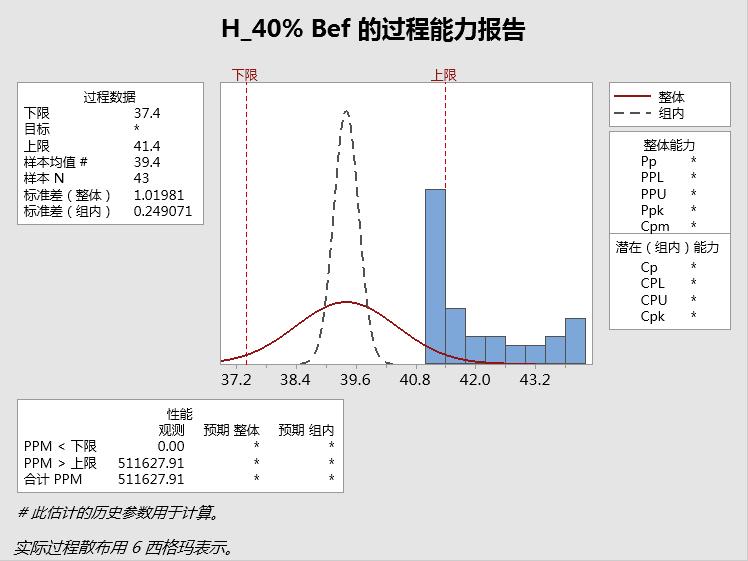 H_40% Bef 的过程能力报告
下限 上限
过程数据
下限 37.4
目标 *
上限 41.4
样本均值 # 39.4
样本 N 43
标准差（整体） 1.01981
标准差（组内） 0.249071
整体
组内
整体能力
Pp *
PPL *
PPU *
Ppk *
Cpm *
潜在（组内）能力
Cp *
CPL *
CPU *
Cpk *
37.2 38.4 39.6 40.8 42.0 43.2
性能
观测 预期 整体 预期 组内
PPM < 下限 0.00 * *
PPM > 上限 511627.91 * *
合计 PPM 511627.91 * *
# 此估计的历史参数用于计算。
实际过程散布用 6 西格玛表示。